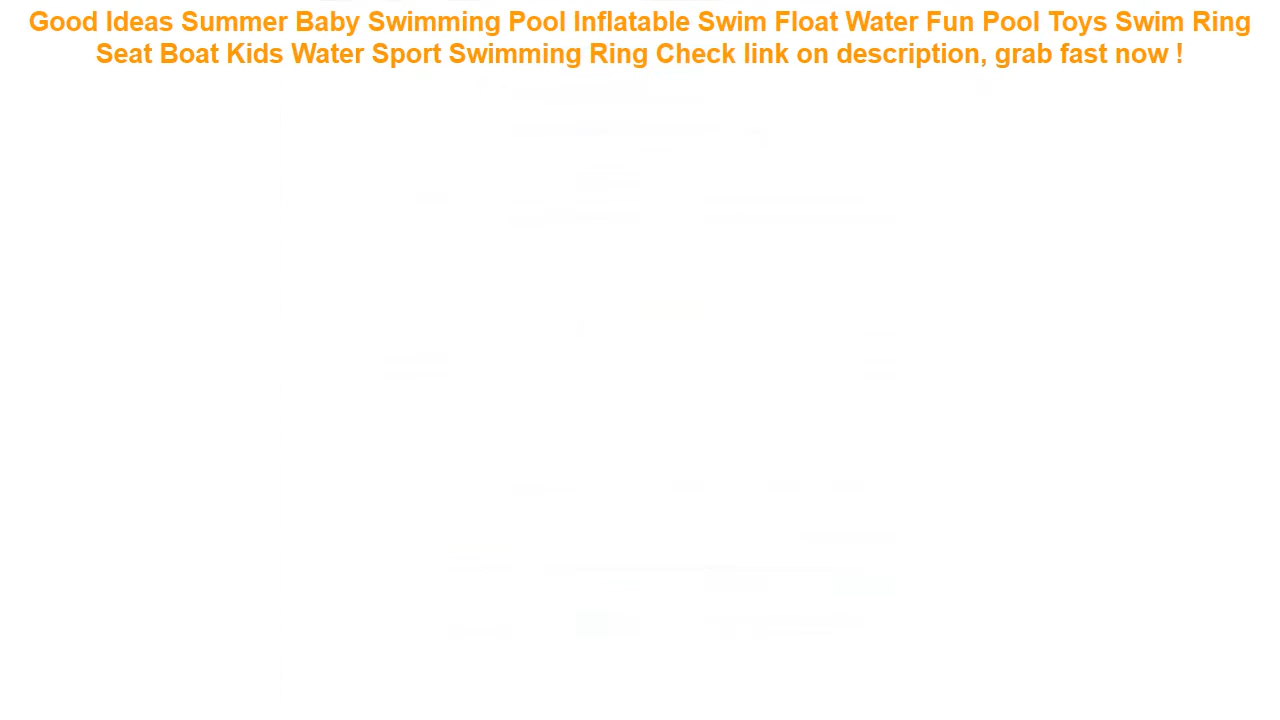 Good Ideas Summer Baby Swimming Pool Inflatable Swim Float Water Fun Pool Toys Swim Ring
Seat Boat Kids Water Sport Swimming Ring Check link on description, grab fast now !